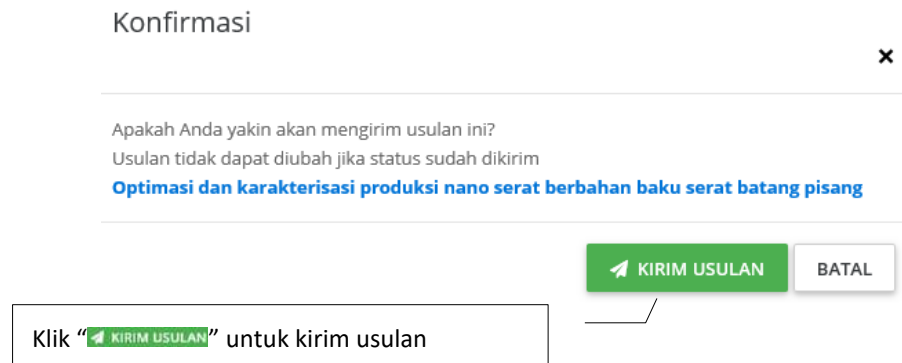 Konfirmasi
×
Apakah Anda yakin akan mengirim usulan ini?
Usulan tidak dapat diubah jika status sudah dikirim
Optimasi dan karakterisasi produksi nano serat berbahan baku serat batang pisang
KIRIM USULAN BATAL
Klik “KIRIM USULAN” untuk kirim usulan